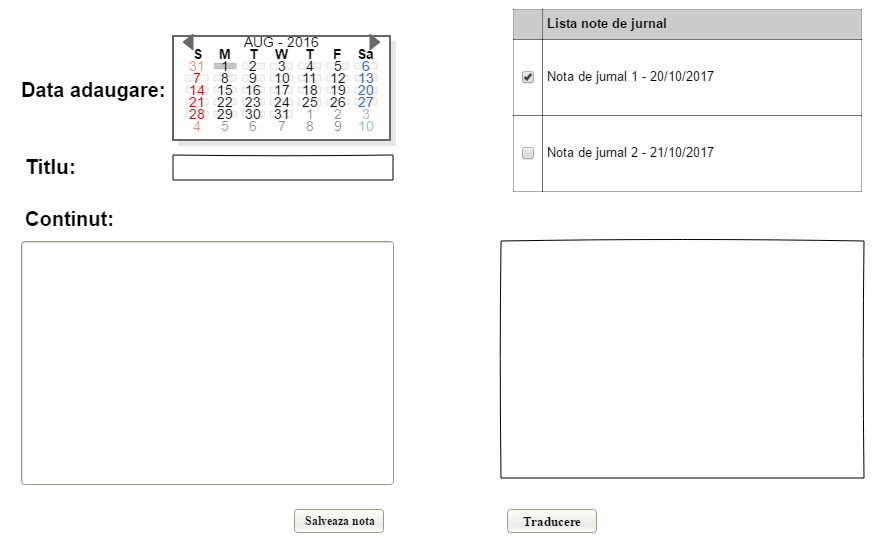 Data adaugare:
AUG - 2016
S M T W T F Sa
31 1 2 3 4 5 6
7 8 9 10 11 12 13
14 15 16 17 18 19 20
21 22 23 24 25 26 27
28 29 30 31 1 2 3
4 5 6 7 8 9 10
Titlu:
Continut:
Salveaza nota
Lista note de jurnal
Nota de jurnal 1 - 20/10/2017
Nota de jurnal 2 - 21/10/2017
Traducere